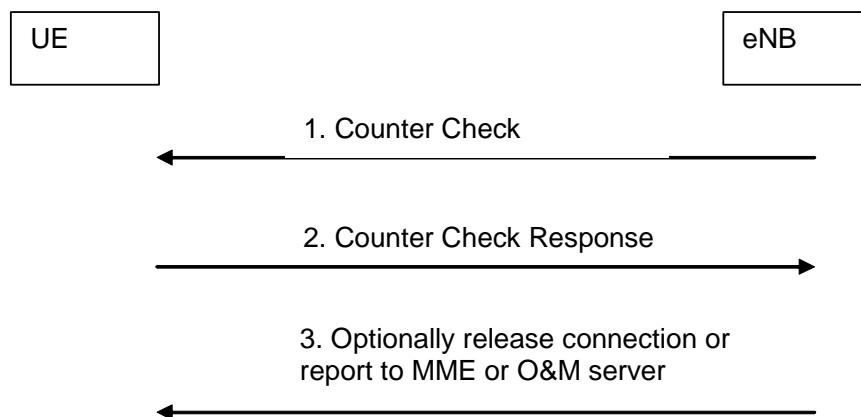 UE
eNB
1. Counter Check
2. Counter Check Response
3. Optionally release connection or
report to MME or O&M server